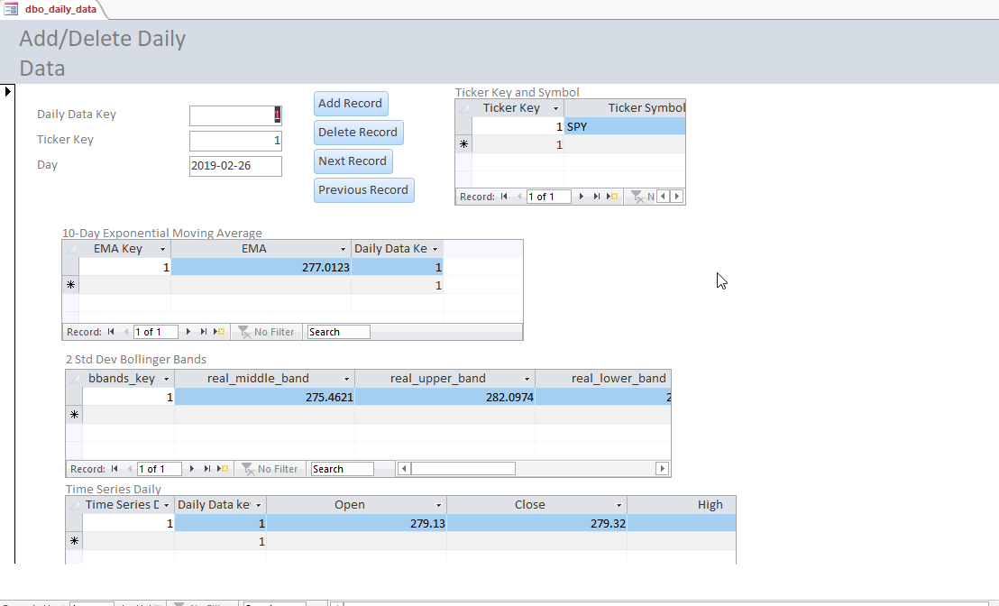 dbo_daily_data
Add/Delete Daily
Data
Daily Data Key 1
Ticker Key 1
Day 2019-02-26
Add Record
Delete Record
Next Record
Previous Record
Ticker Key and Symbol
Ticker Key Ticker Symbol
1 SPY
* 1
Record: 1 of 1 N
10-Day Exponential Moving Average
EMA Key EMA Daily Data Ke
1 277.0123 1
* 1
Record: 1 of 1 No Filter Search
2 Std Dev Bollinger Bands
bbands_key real_middle_band real_upper_band real_lower_band
1 275.4621 282.0974 2
*
Record: 1 of 1 No Filter Search
Time Series Daily
Time Series D Daily Data ke Open Close High
1 1 279.13 279.32
* 1